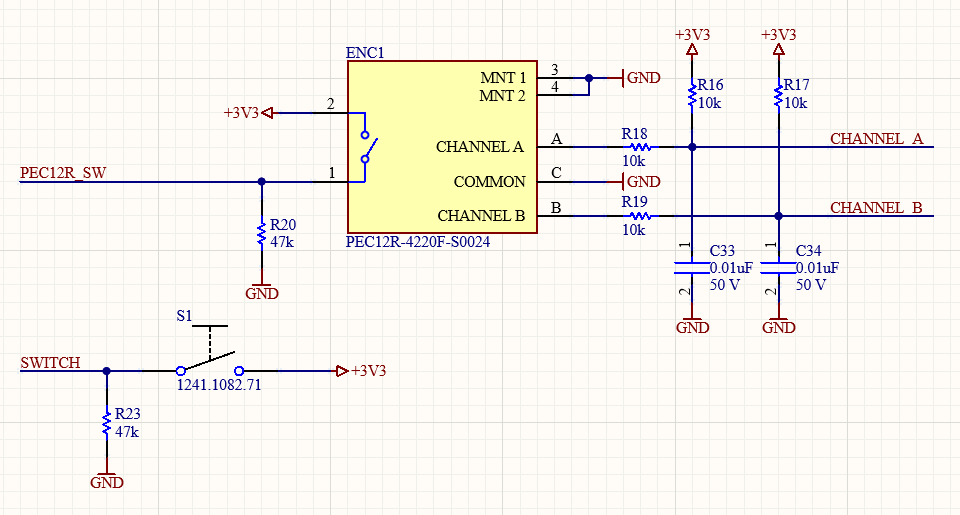 +3V3
+3V3
ENC1
MNT 1
3
GND
R16
R17
MNT 2
4
10k
10k
+3V3
2
R18
CHANNEL A
A
CHANNEL_A
10k
PEC12R_SW
1
COMMON
C
GND
R19
CHANNEL B
B
CHANNEL_B
R20
10k
47k
PEC12R-4220F-S0024
1
1
C33
C34
0.01uF
0.01uF
50 V
50 V
2
2
GND
S1
GND
GND
SWITCH
+3V3
1241.1082.71
R23
47k
GND